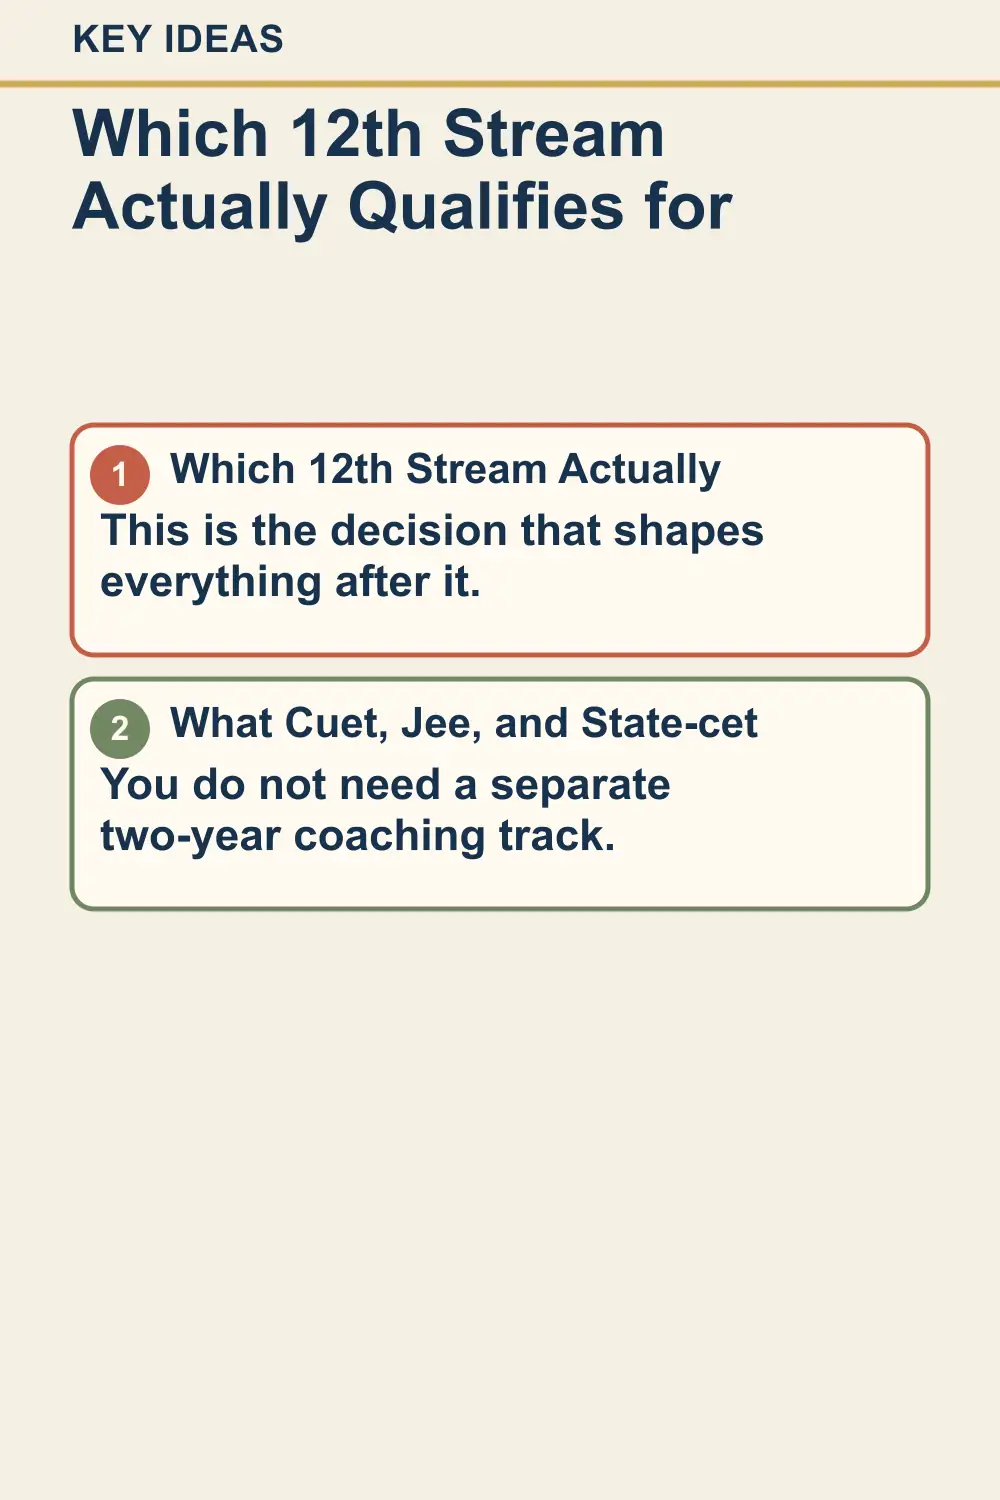 KEY IDEAS
Which 12th Stream
Actually Qualifies for
1 Which 12th Stream Actually
This is the decision that shapes
everything after it.
2 What Cuet, Jee, and State-cet
You do not need a separate
two-year coaching track.